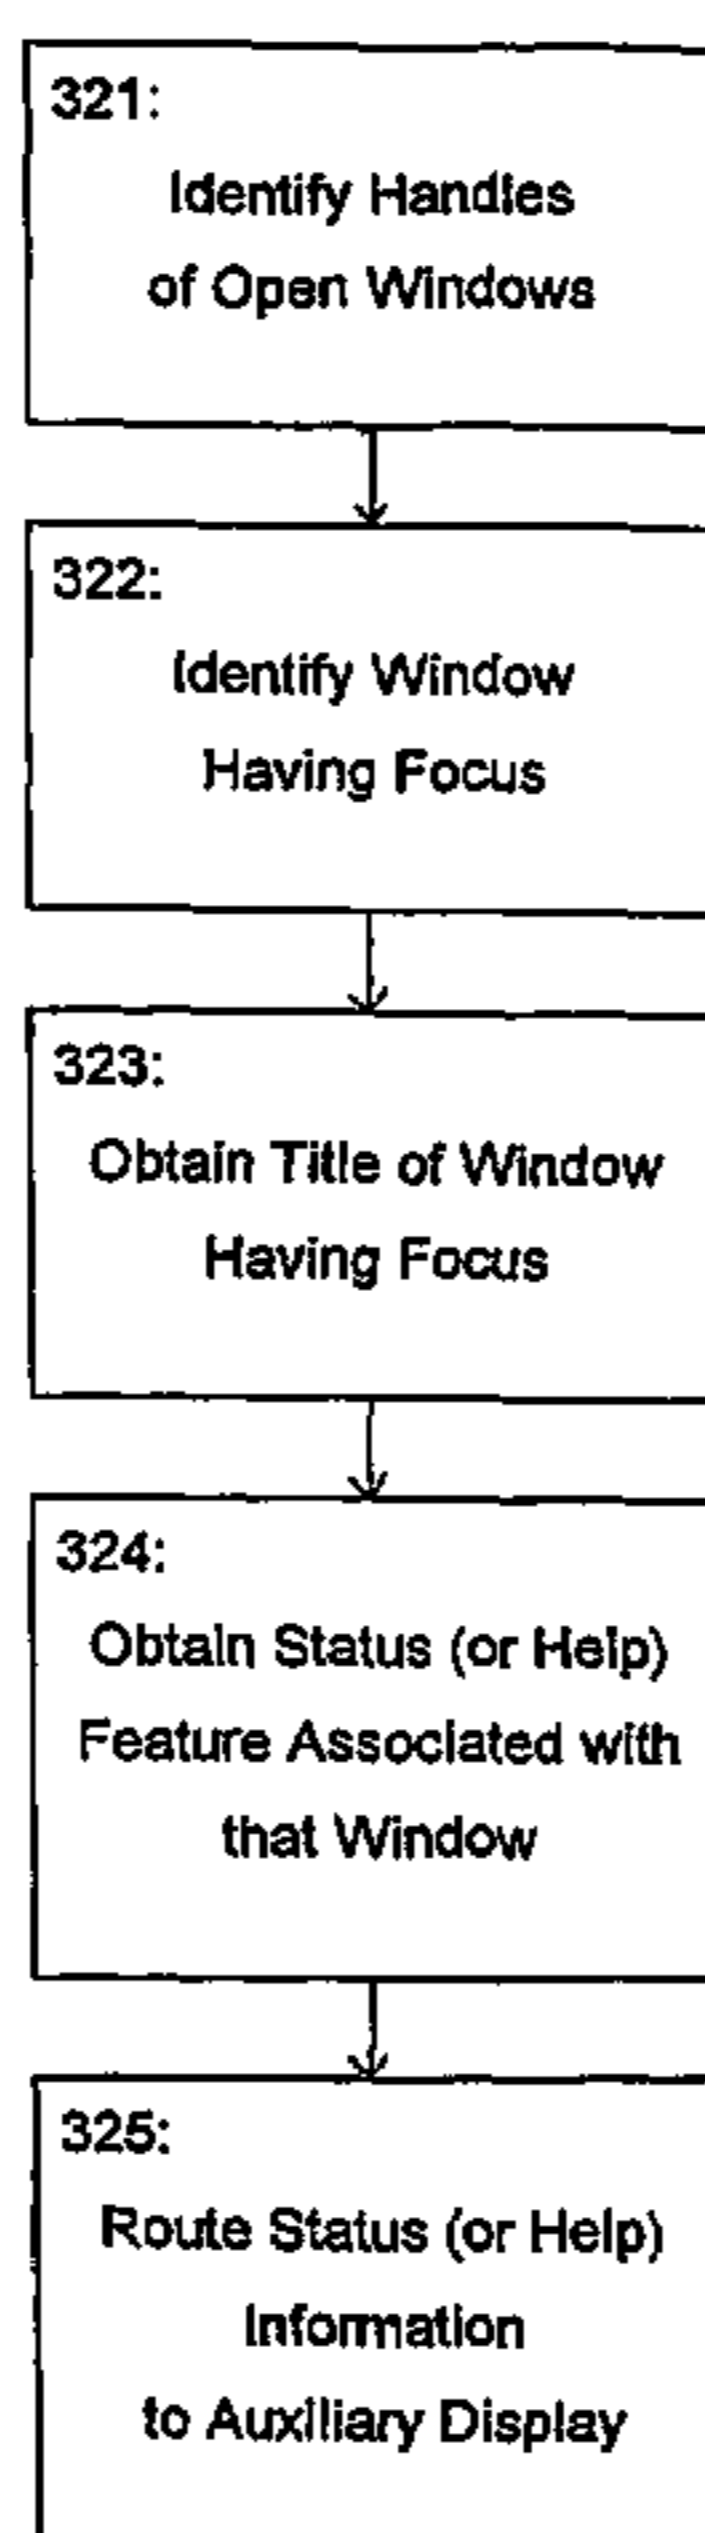 321:
Identify Handles
of Open Windows
322:
Identify Window
Having Focus
323:
Obtain Title of Window
Having Focus
324:
Obtain Status (or Help)
Feature Associated with
that Window
325:
Route Status (or Help)
Information
to Auxiliary Display